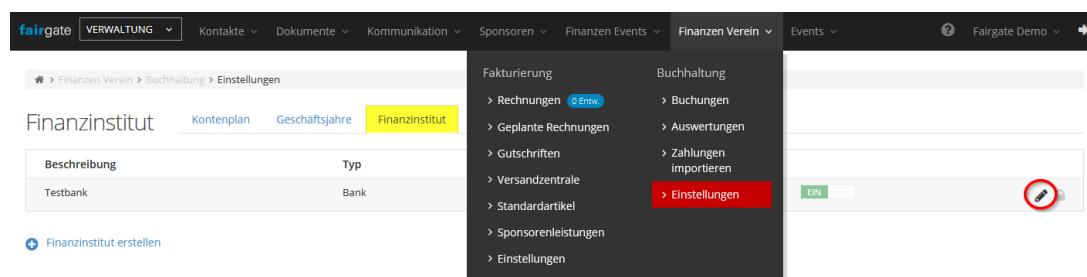 fairgate VERWALTUNG Kontakte Dokumente Kommunikation Sponsoren Finanzen Events Finanzen Verein Events Fairgate Demo
> Finanzen Verein > Buchhaltung > Einstellungen
Finanzinstitut Kontenplan Geschäftsjahre Finanzinstitut
Beschreibung Typ
Testbank Bank EIN
Finanzinstitut erstellen
Fakturierung
> Rechnungen 0 Entw.
> Geplante Rechnungen
> Gutschriften
> Versandzentrale
> Standardartikel
> Sponsorenleistungen
> Einstellungen
Buchhaltung
> Buchungen
> Auswertungen
> Zahlungen
importieren
> Einstellungen